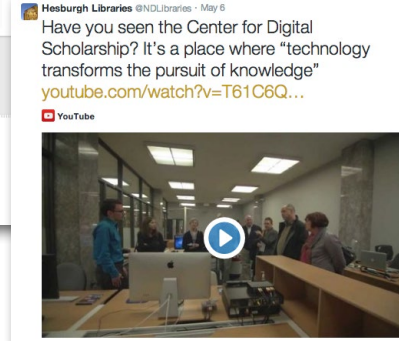 Hesburgh Libraries @NDLibraries · May 6
Have you seen the Center for Digital
Scholarship? It's a place where “technology
transforms the pursuit of knowledge”
youtube.com/watch?v=T61C6Q…
YouTube